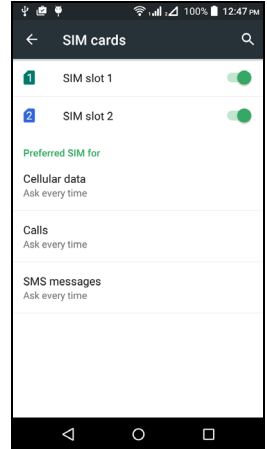 100% 12:47 PM
SIM cards
1 SIM slot 1
2 SIM slot 2
Preferred SIM for
Cellular data
Ask every time
Calls
Ask every time
SMS messages
Ask every time